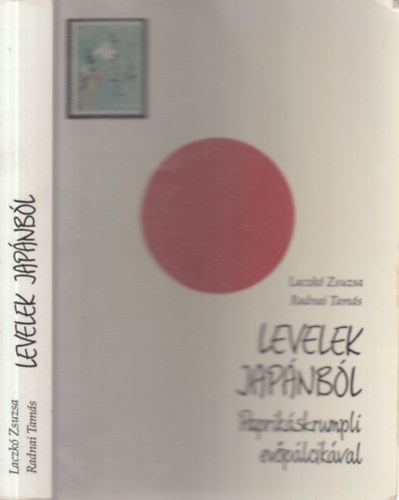 Laczkó Zsuzsa
Radnai Tamás
LEVELEK JAPÁNBÓL
Laczkó Zsuzsa
Radnai Tamás
LEVELEK
JAPÁNBÓL
Paprikáskrumpli
evőpálcikával